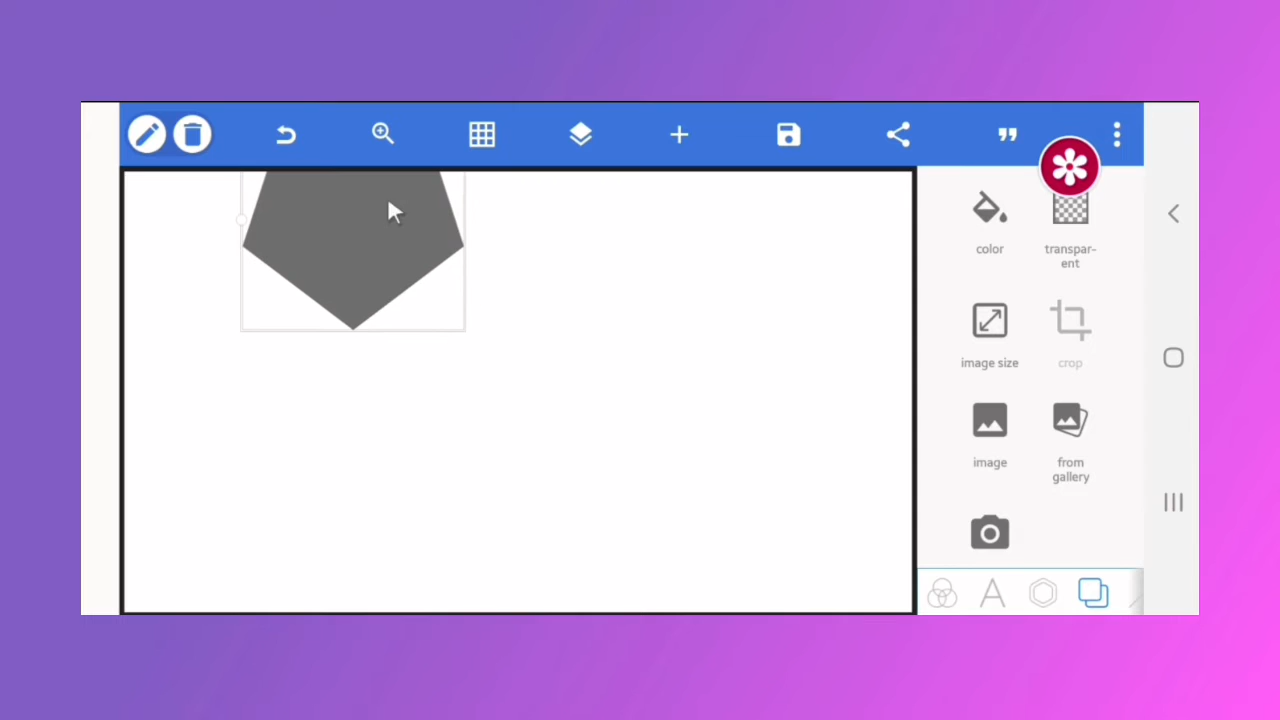 color
transpar-
ent
image size
crop
image
from
gallery